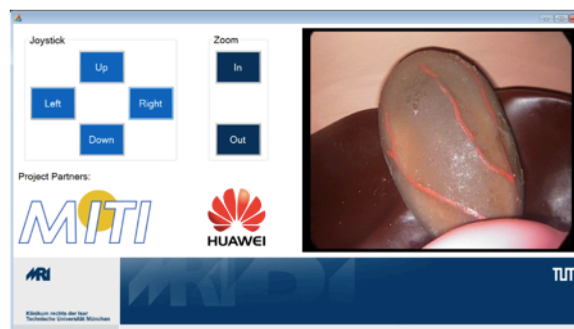 Joystick
Zoom
Up
In
Left
Right
Down
Out
Project Partners:
MITI
HUAWEI
MRI
MRI
TUM
Klinikum rechts der Isar
Technische Universität München